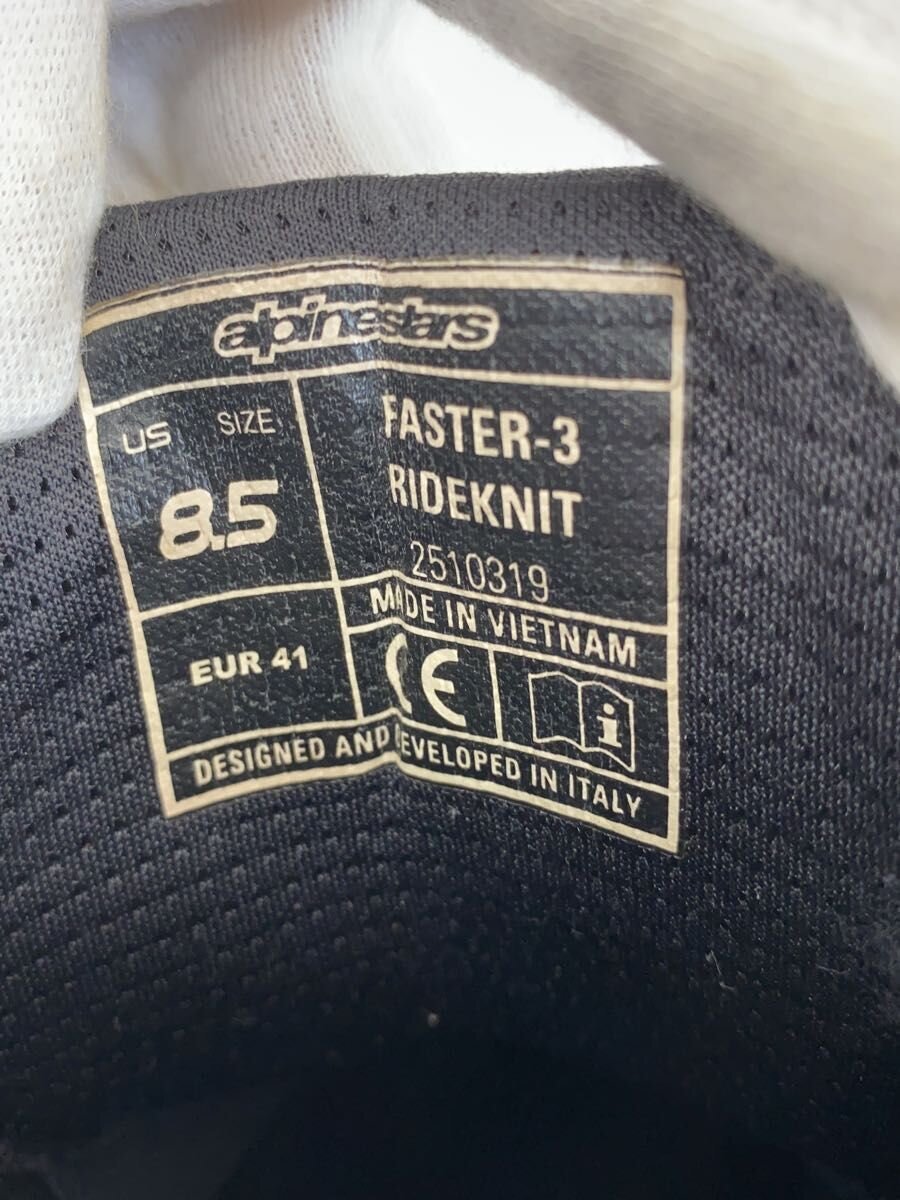 alpinestars
US SIZE
8.5
FASTER-3
RIDEKNIT
2510319
MADE IN VIETNAM
EUR 41
CE
i
DESIGNED AND DEVELOPED IN ITALY